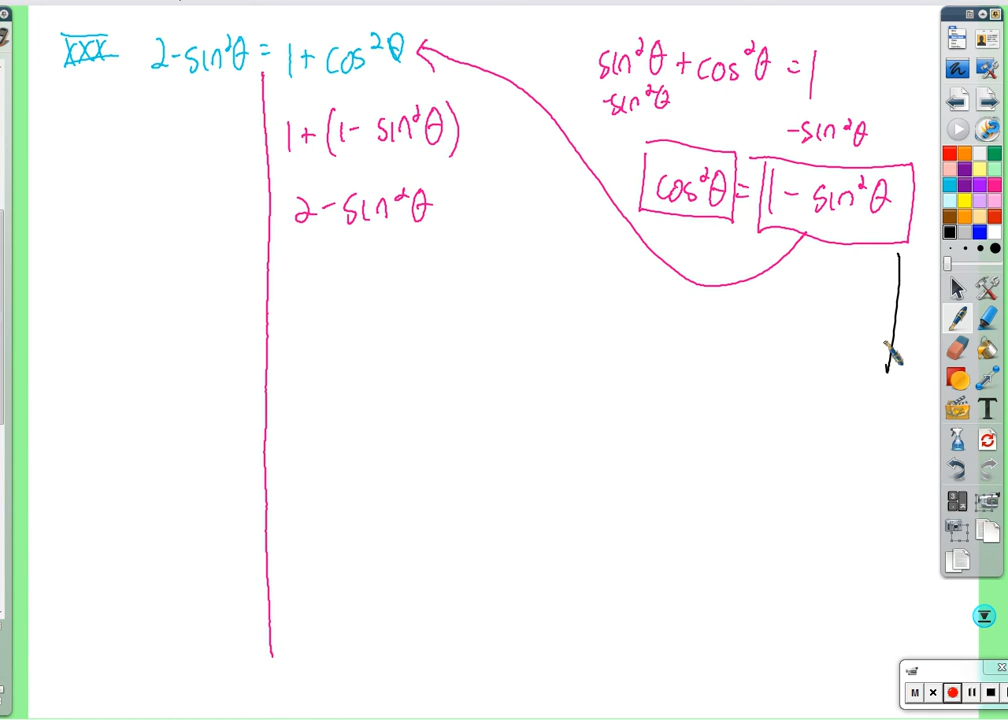 XXX 2-sin²θ = 1 + cos²θ
1 + (1 - sin²θ)
2 - sin²θ
sin²θ + cos²θ = 1
-sin²θ -sin²θ
cos²θ = 1 - sin²θ
T
M